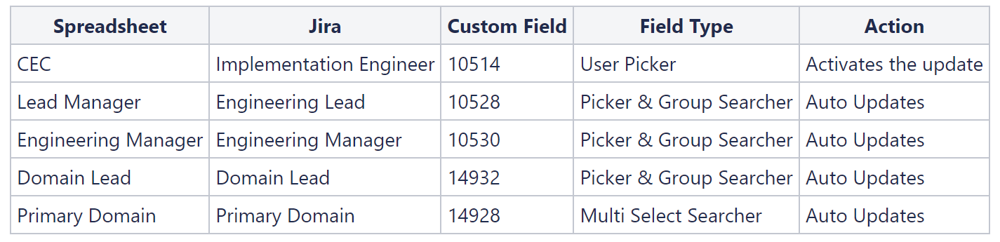 Spreadsheet Jira Custom Field Field Type Action
CEC Implementation Engineer 10514 User Picker Activates the update
Lead Manager Engineering Lead 10528 Picker & Group Searcher Auto Updates
Engineering Manager Engineering Manager 10530 Picker & Group Searcher Auto Updates
Domain Lead Domain Lead 14932 Picker & Group Searcher Auto Updates
Primary Domain Primary Domain 14928 Multi Select Searcher Auto Updates